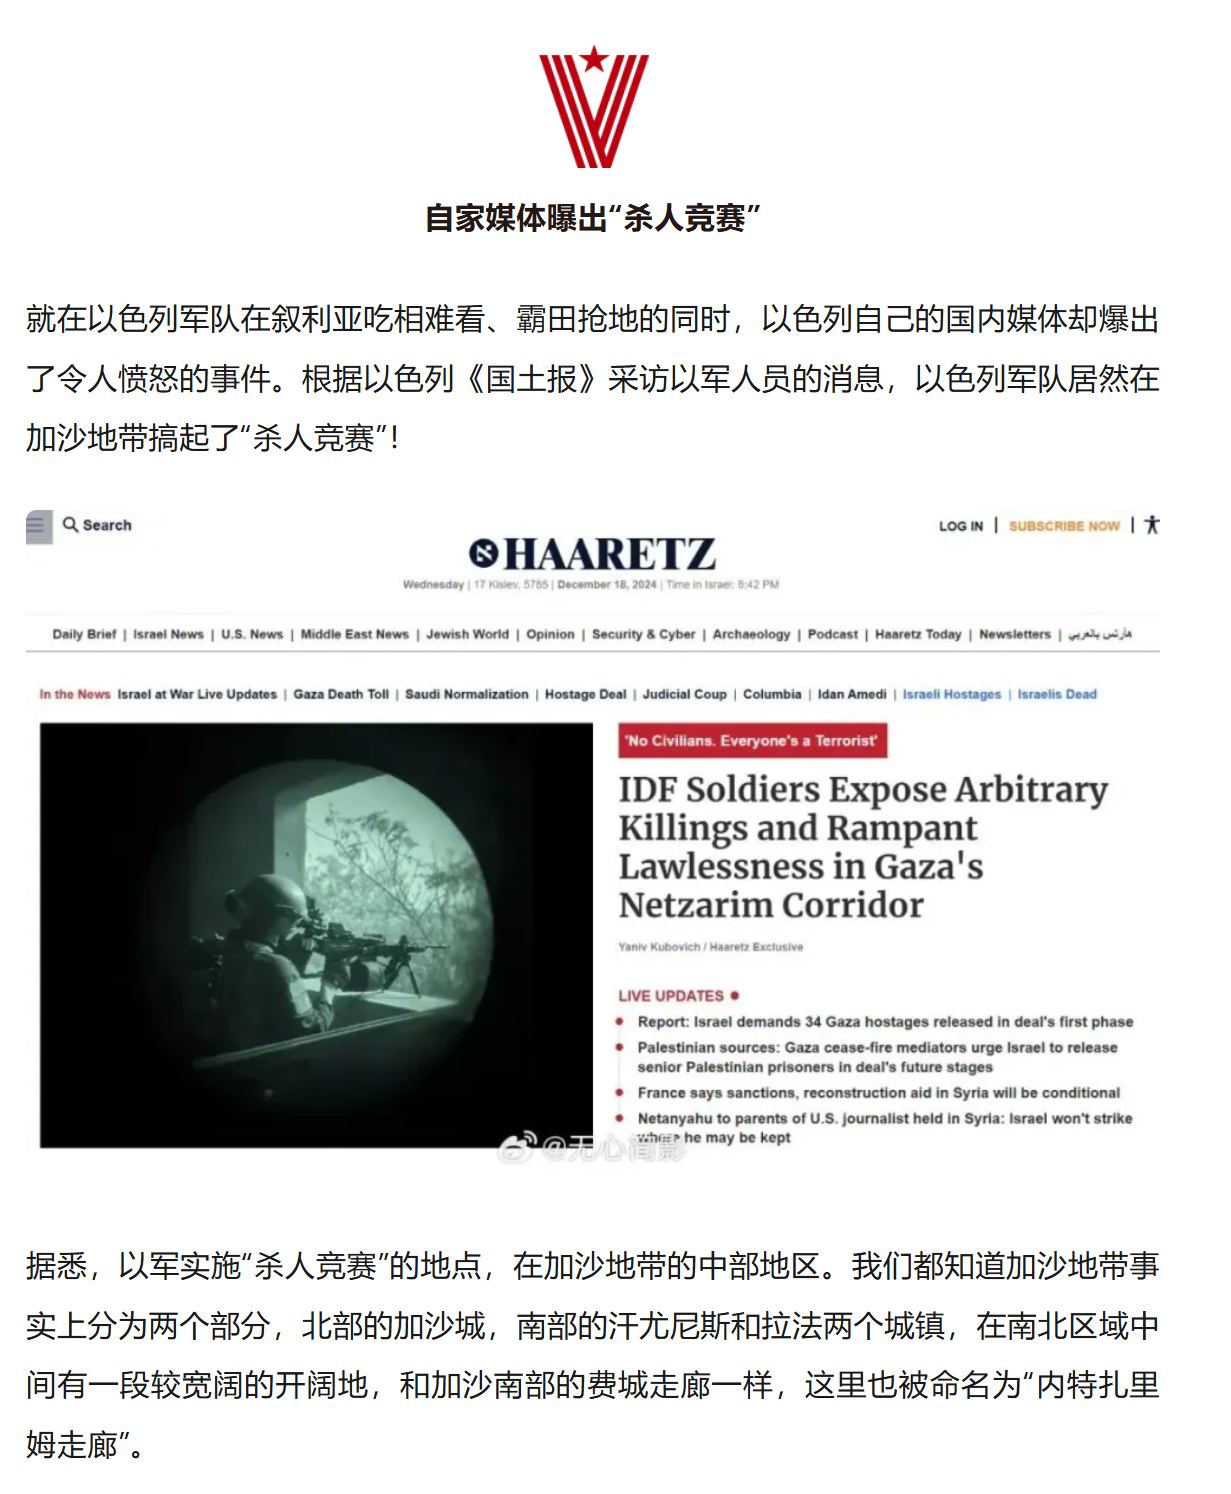 自家媒体曝出“杀人竞赛”
就在以色列军队在叙利亚吃相难看、霸田抢地的同时，以色列自己的国内媒体却爆出
了令人愤怒的事件。根据以色列《国土报》采访以军人员的消息，以色列军队居然在
加沙地带搞起了“杀人竞赛”！
Search
LOG IN | SUBSCRIBE NOW |
HAARETZ
Wednesday | 17 Kislev, 5785 | December 18, 2024 | Time in Israel: 8:42 PM
Daily Brief | Israel News | U.S. News | Middle East News | Jewish World | Opinion | Security & Cyber | Archaeology | Podcast | Haaretz Today | Newsletters | هآرتس بالعربي
In the News Israel at War Live Updates | Gaza Death Toll | Saudi Normalization | Hostage Deal | Judicial Coup | Columbia | Idan Amedi | Israeli Hostages | Israelis Dead
'No Civilians. Everyone's a Terrorist'
IDF Soldiers Expose Arbitrary
Killings and Rampant
Lawlessness in Gaza's
Netzarim Corridor
Yaniv Kubovich / Haaretz Exclusive
LIVE UPDATES
Report: Israel demands 34 Gaza hostages released in deal's first phase
Palestinian sources: Gaza cease-fire mediators urge Israel to release
senior Palestinian prisoners in deal's future stages
France says sanctions, reconstruction aid in Syria will be conditional
Netanyahu to parents of U.S. journalist held in Syria: Israel won't strike
where he may be kept
@无心简影
据悉，以军实施“杀人竞赛”的地点，在加沙地带的中部地区。我们都知道加沙地带事
实上分为两个部分，北部的加沙城，南部的汗尤尼斯和拉法两个城镇，在南北区域中
间有一段较宽阔的开阔地，和加沙南部的费城走廊一样，这里也被命名为“内特扎里
姆走廊”。